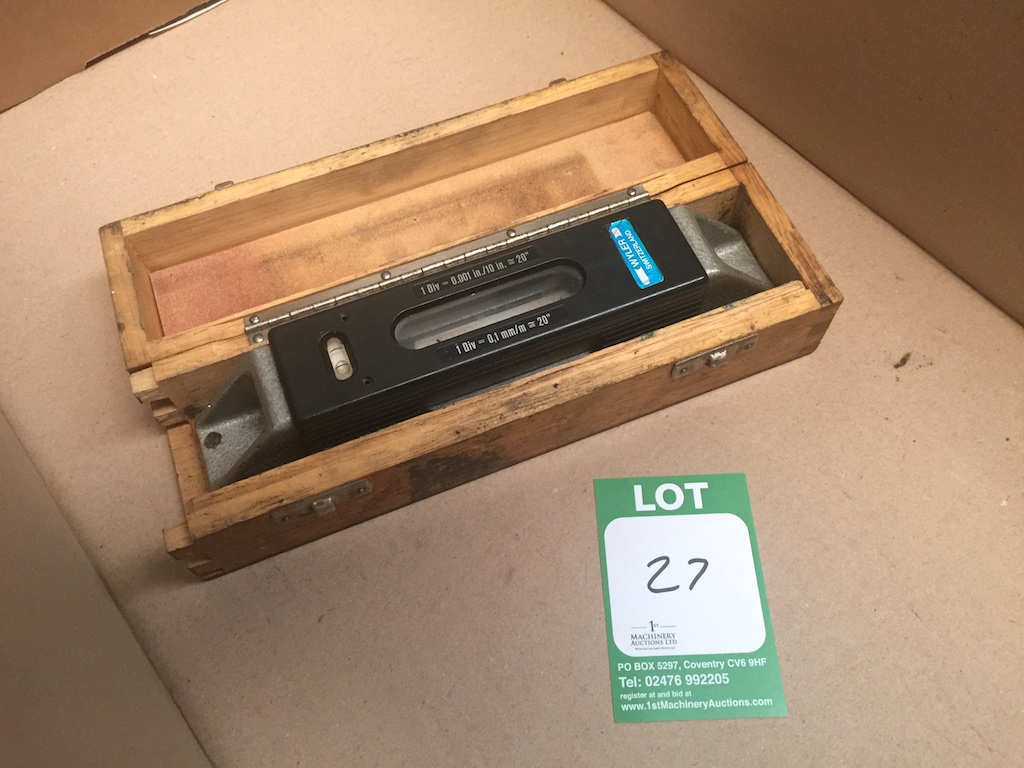 1 Div = 0.001 in./10 in. ≅ 20"
1 Div = 0.1 mm/m ≅ 20"
WYLER
SWITZERLAND
LOT
27
1ST
MACHINERY
AUCTIONS LTD
PO BOX 5297, Coventry CV6 9HF
Tel: 02476 992205
register at and bid at
www.1stMachineryAuctions.com